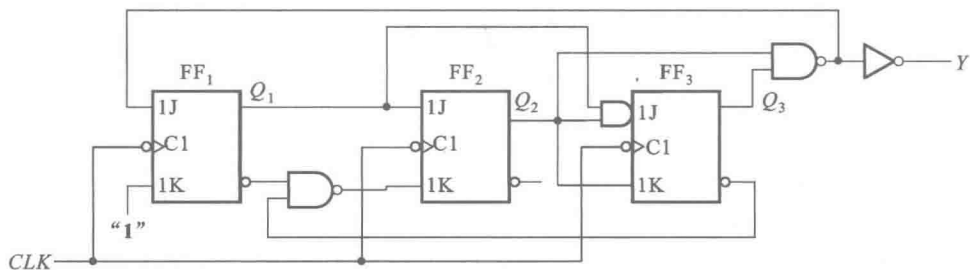 FF1 FF2 FF3
Q1 Q2 Q3 Y
1J 1J 1J
C1 C1 C1
1K 1K 1K
“1”
CLK